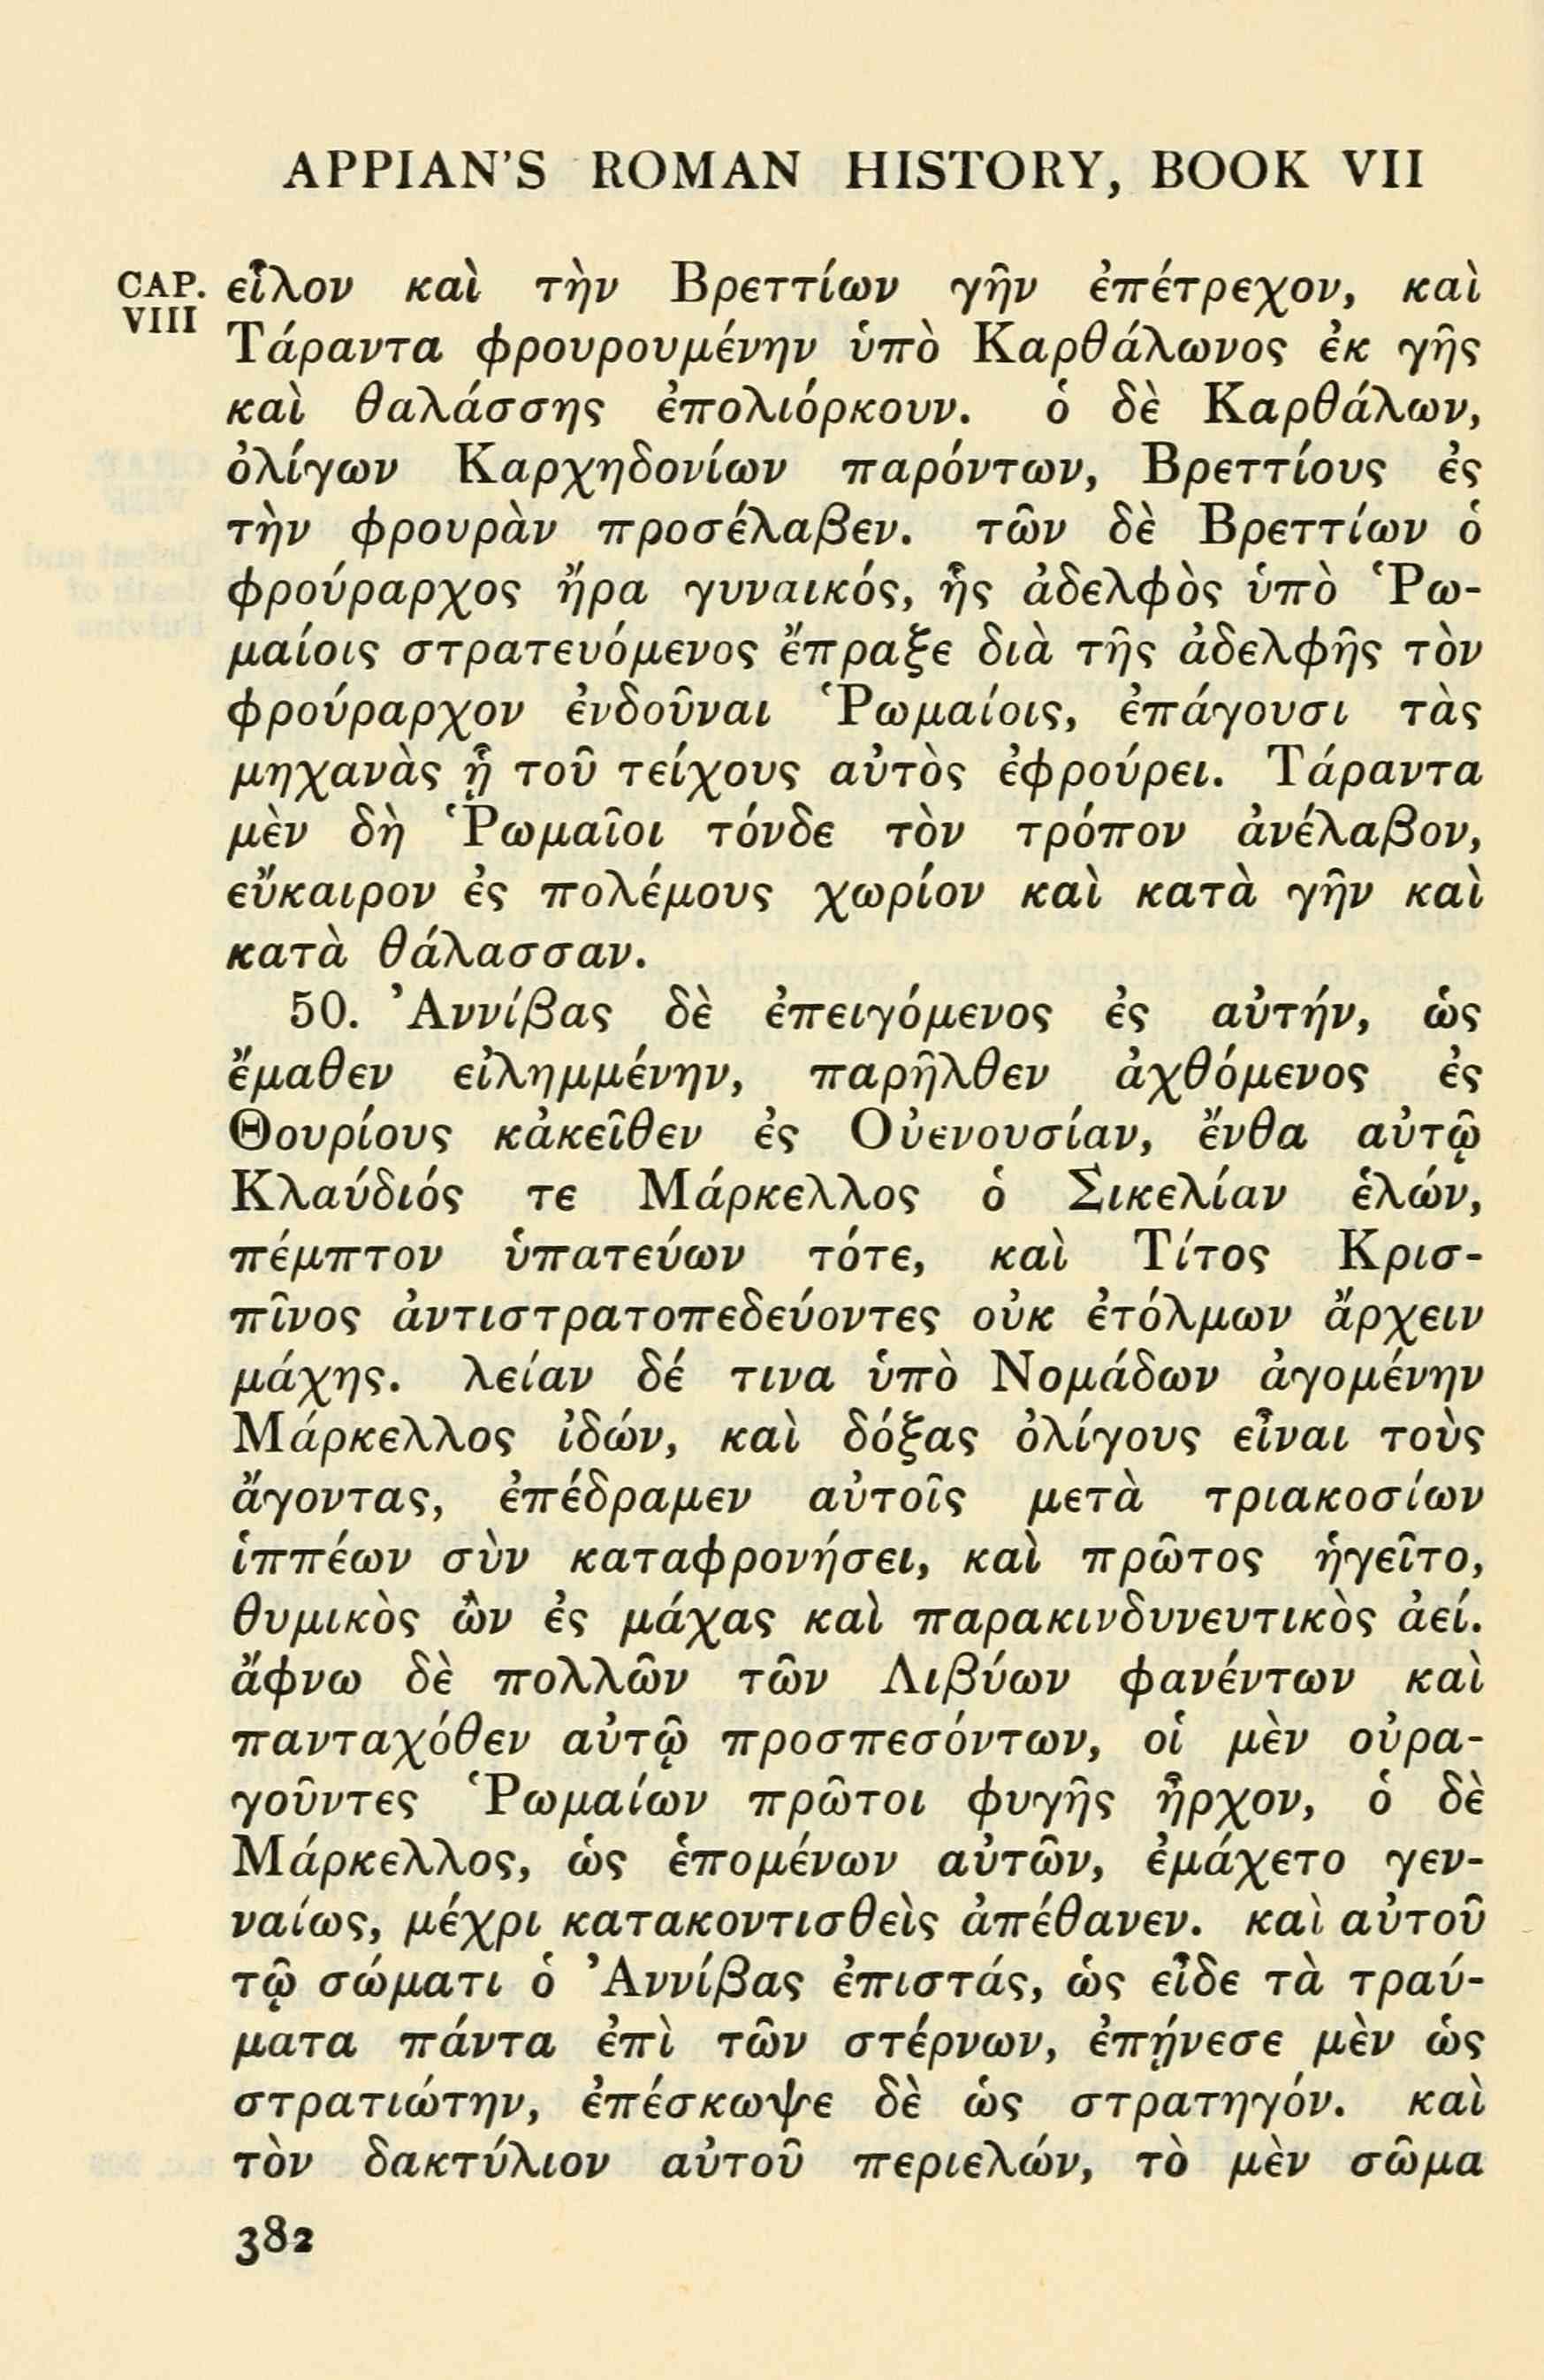 APPIAN'S ROMAN HISTORY, BOOK VII
CAP. VIII
εἷλον καὶ τὴν Βρεττίων γῆν ἐπέτρεχον, καὶ
Τάραντα φρουρουμένην ὑπὸ Καρθάλωνος ἐκ γῆς
καὶ θαλάσσης ἐπολιόρκουν. ὁ δὲ Καρθάλων,
ὀλίγων Καρχηδονίων παρόντων, Βρεττίους ἐς
τὴν φρουρὰν προσέλαβεν. τῶν δὲ Βρεττίων ὁ
φρούραρχος ἤρα γυναικός, ἧς ἀδελφὸς ὑπὸ Ῥω-
μαίοις στρατευόμενος ἔπραξε διὰ τῆς ἀδελφῆς τὸν
φρούραρχον ἐνδοῦναι Ῥωμαίοις, ἐπάγουσι τὰς
μηχανὰς ᾗ τοῦ τείχους αὐτὸς ἐφρούρει. Τάραντα
μὲν δὴ Ῥωμαῖοι τόνδε τὸν τρόπον ἀνέλαβον,
εὔκαιρον ἐς πολέμους χωρίον καὶ κατὰ γῆν καὶ
κατὰ θάλασσαν.
50. Ἀννίβας δὲ ἐπειγόμενος ἐς αὐτήν, ὡς
ἔμαθεν εἰλημμένην, παρῆλθεν ἀχθόμενος ἐς
Θουρίους κἀκεῖθεν ἐς Οὐενουσίαν, ἔνθα αὐτῷ
Κλαύδιός τε Μάρκελλος ὁ Σικελίαν ἑλών,
πέμπτον ὑπατεύων τότε, καὶ Τίτος Κρισ-
πῖνος ἀντιστρατοπεδεύοντες οὐκ ἐτόλμων ἄρχειν
μάχης. λείαν δέ τινα ὑπὸ Νομάδων ἀγομένην
Μάρκελλος ἰδών, καὶ δόξας ὀλίγους εἶναι τοὺς
ἄγοντας, ἐπέδραμεν αὐτοῖς μετὰ τριακοσίων
ἱππέων σὺν καταφρονήσει, καὶ πρῶτος ἡγεῖτο,
θυμικὸς ὢν ἐς μάχας καὶ παρακινδυνευτικὸς ἀεί.
ἄφνω δὲ πολλῶν τῶν Λιβύων φανέντων καὶ
πανταχόθεν αὐτῷ προσπεσόντων, οἱ μὲν οὐρα-
γοῦντες Ῥωμαίων πρῶτοι φυγῆς ἦρχον, ὁ δὲ
Μάρκελλος, ὡς ἑπομένων αὐτῶν, ἐμάχετο γεν-
ναίως, μέχρι κατακοντισθεὶς ἀπέθανεν. καὶ αὐτοῦ
τῷ σώματι ὁ Ἀννίβας ἐπιστάς, ὡς εἶδε τὰ τραύ-
ματα πάντα ἐπὶ τῶν στέρνων, ἐπῄνεσε μὲν ὡς
στρατιώτην, ἐπέσκωψε δὲ ὡς στρατηγόν. καὶ
τὸν δακτύλιον αὐτοῦ περιελών, τὸ μὲν σῶμα
382